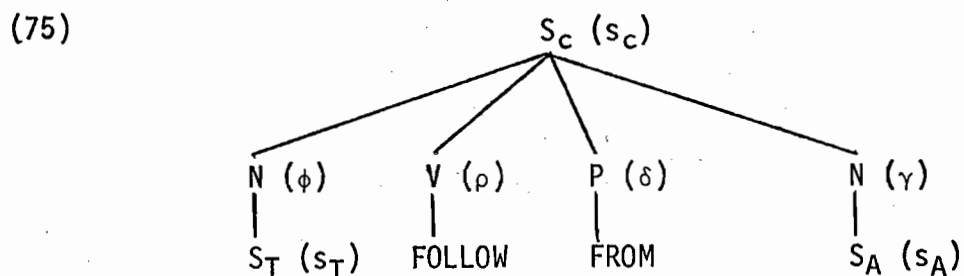 (75) S_C (s_C)
N (φ) V (ρ) P (δ) N (γ)
S_T (s_T) FOLLOW FROM S_A (s_A)